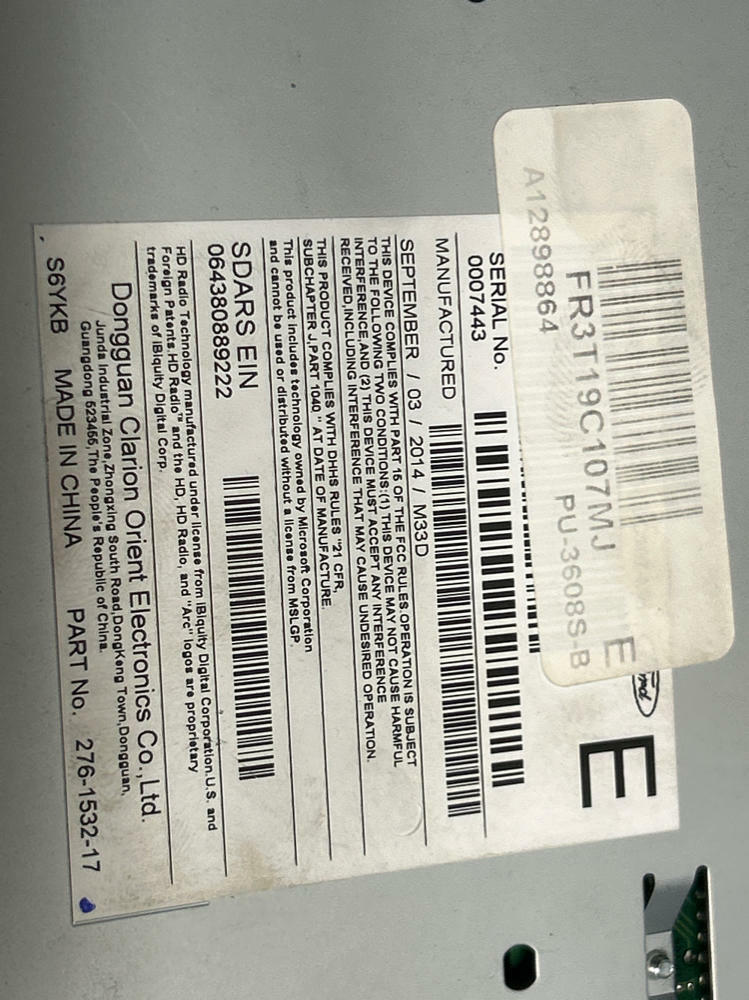 A12898864
FR3T19C107MJ E
PU-3608S-B
Ford
E
SERIAL No.
0007443
MANUFACTURED
SEPTEMBER / 03 / 2014 / M33D
THIS DEVICE COMPLIES WITH PART 15 OF THE FCC RULES.OPERATION IS SUBJECT
TO THE FOLLOWING TWO CONDITIONS:(1) THIS DEVICE MAY NOT CAUSE HARMFUL
INTERFERENCE,AND (2) THIS DEVICE MUST ACCEPT ANY INTERFERENCE
RECEIVED,INCLUDING INTERFERENCE THAT MAY CAUSE UNDESIRED OPERATION.
THIS PRODUCT COMPLIES WITH DHHS RULES "21 CFR,
SUBCHAPTER J,PART 1040 " AT DATE OF MANUFACTURE.
This product includes technology owned by Microsoft Corporation
and cannot be used or distributed without a license from MSLGP.
SDARS EIN
064380889222
HD Radio Technology manufactured under license from iBiquity Digital Corporation.U.S. and
Foreign Patents.HD Radio™ and the HD, HD Radio, and "Arc" logos are proprietary
trademarks of iBiquity Digital Corp.
Dongguan Clarion Orient Electronics Co.,Ltd.
Junda Industrial Zone,Zhongxing South Road,DongKeng Town,Dongguan,
Guangdong 523456,The People's Republic of China.
S6YKB MADE IN CHINA PART No. 276-1532-17